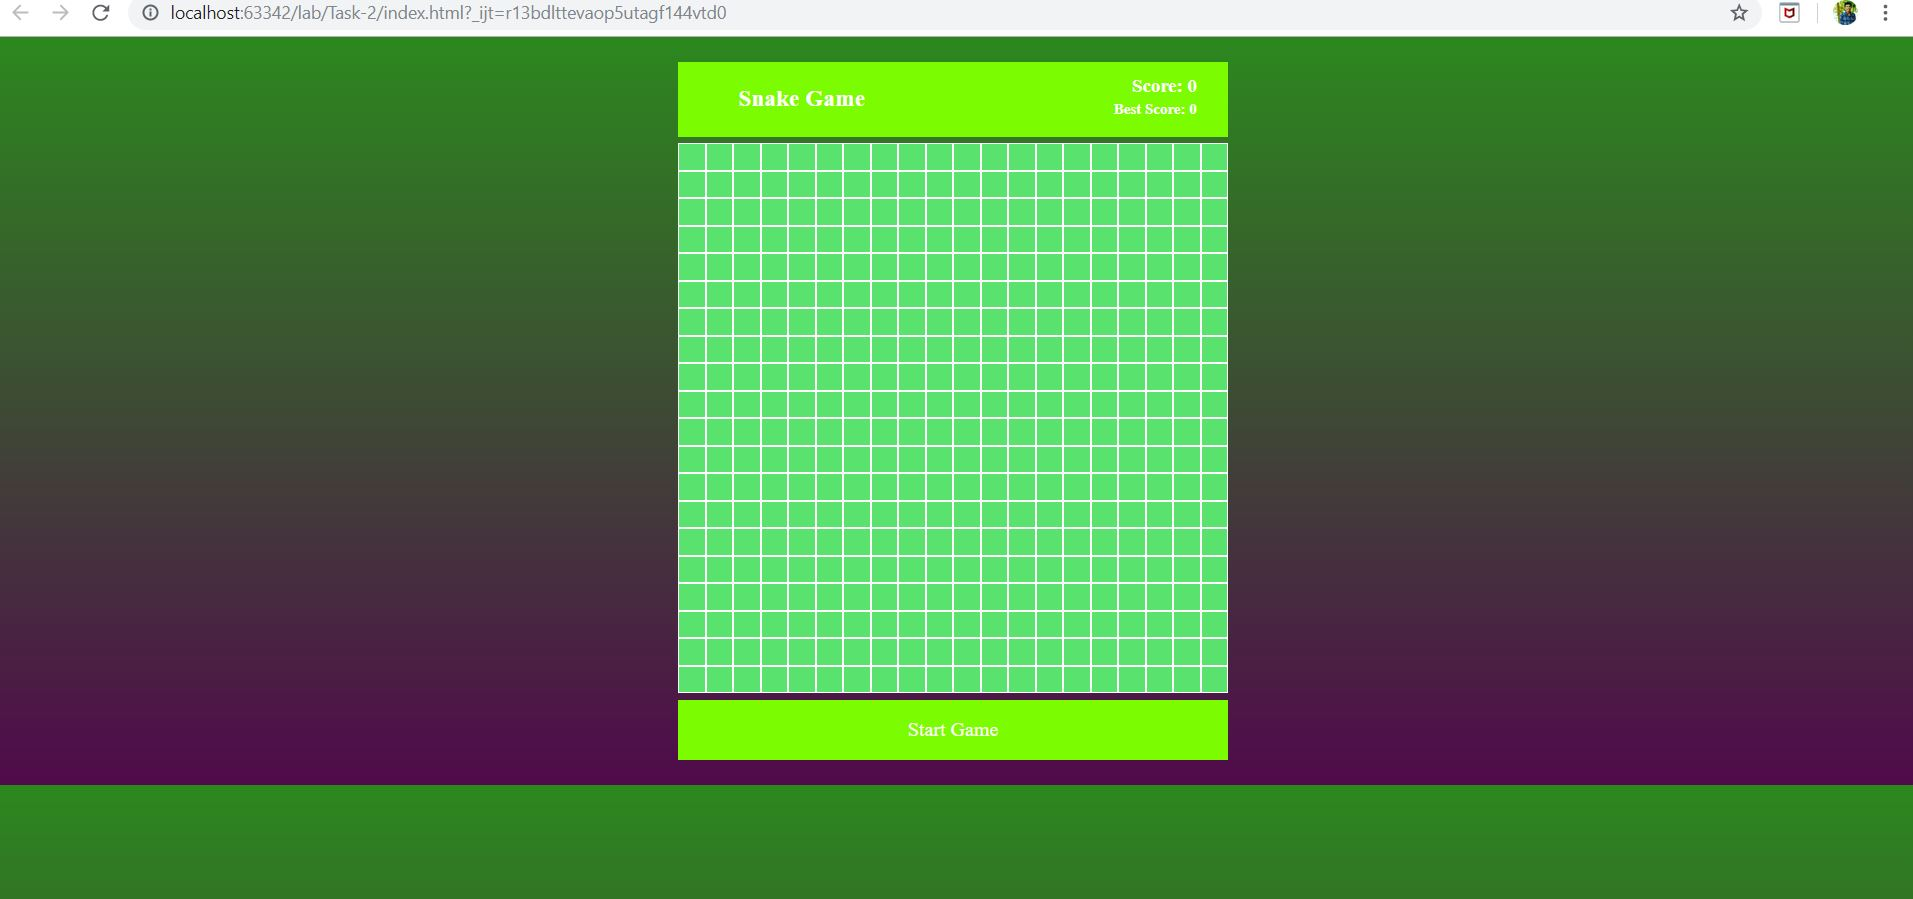 localhost:63342/lab/Task-2/index.html?_ijt=r13bdlttevaop5utagf144vtd0
Snake Game
Score: 0
Best Score: 0
Start Game